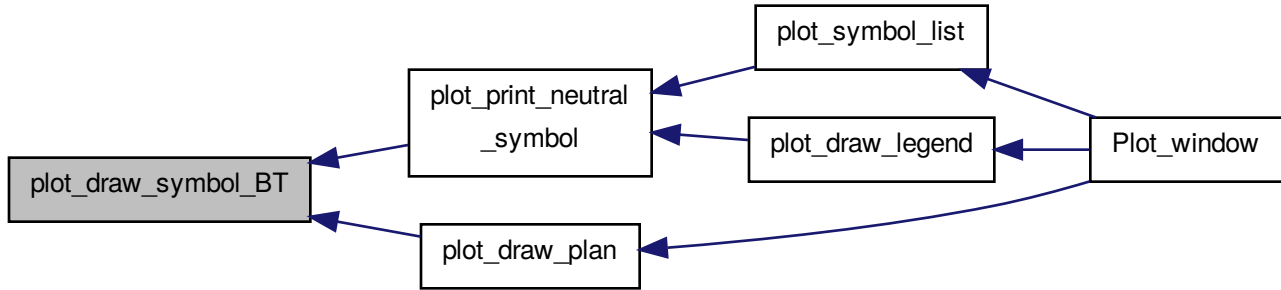 plot_draw_symbol_BT
plot_print_neutral
_symbol
plot_draw_plan
plot_symbol_list
plot_draw_legend
Plot_window